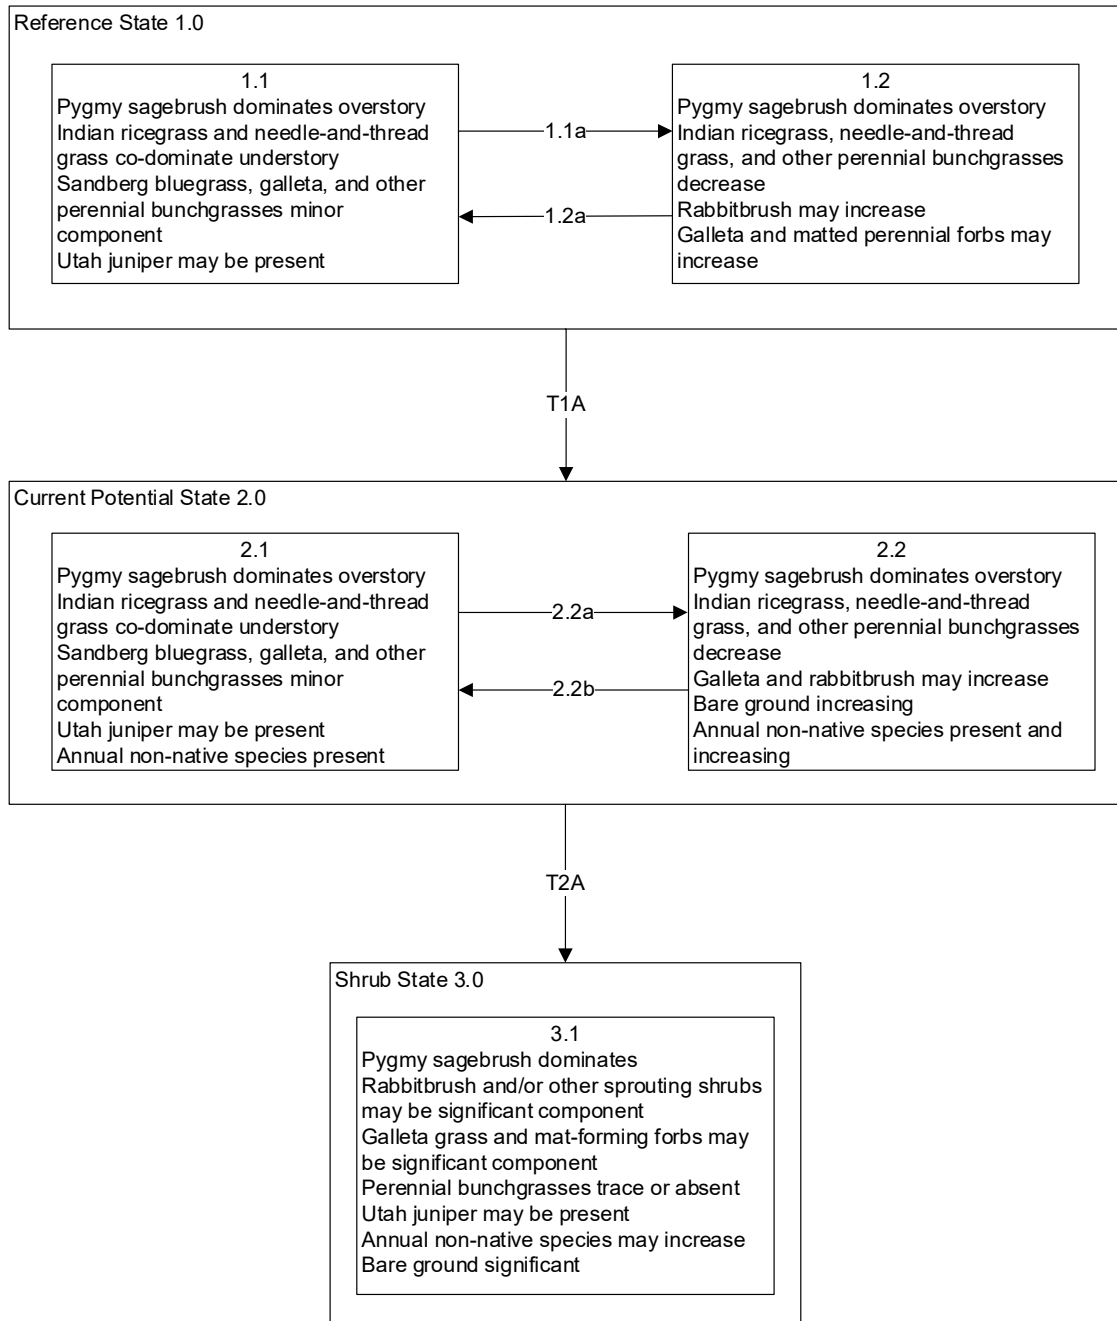 Reference State 1.0
1.1
Pygmy sagebrush dominates overstory
Indian ricegrass and needle-and-thread
grass co-dominate understory
Sandberg bluegrass, galleta, and other
perennial bunchgrasses minor
component
Utah juniper may be present
1.1a
1.2a
1.2
Pygmy sagebrush dominates overstory
Indian ricegrass, needle-and-thread
grass, and other perennial bunchgrasses
decrease
Rabbitbrush may increase
Galleta and matted perennial forbs may
increase
T1A
Current Potential State 2.0
2.1
Pygmy sagebrush dominates overstory
Indian ricegrass and needle-and-thread
grass co-dominate understory
Sandberg bluegrass, galleta, and other
perennial bunchgrasses minor
component
Utah juniper may be present
Annual non-native species present
2.2a
2.2b
2.2
Pygmy sagebrush dominates overstory
Indian ricegrass, needle-and-thread
grass, and other perennial bunchgrasses
decrease
Galleta and rabbitbrush may increase
Bare ground increasing
Annual non-native species present and
increasing
T2A
Shrub State 3.0
3.1
Pygmy sagebrush dominates
Rabbitbrush and/or other sprouting shrubs
may be significant component
Galleta grass and mat-forming forbs may
be significant component
Perennial bunchgrasses trace or absent
Utah juniper may be present
Annual non-native species may increase
Bare ground significant